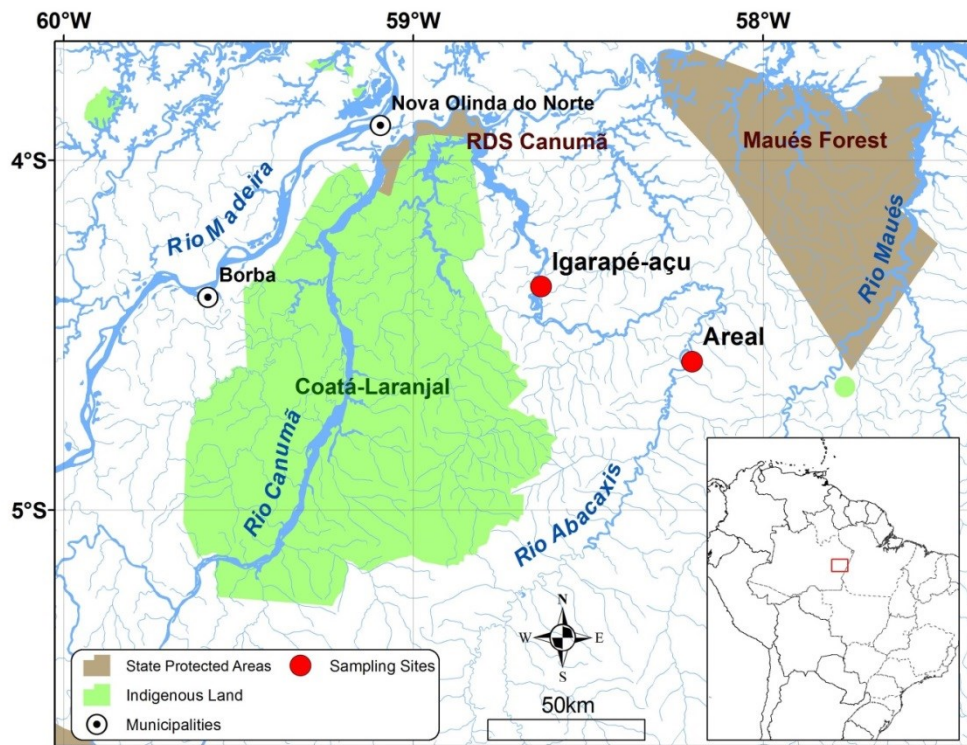 60°W
59°W
58°W
Nova Olinda do Norte
RDS Canumã
Maués Forest
4°S
Rio Madeira
Rio Maués
Igarapé-açu
Borba
Areal
Coatá-Laranjal
Rio Canumã
5°S
Rio Abacaxis
N
W
E
S
State Protected Areas
Sampling Sites
Indigenous Land
Municipalities
50km